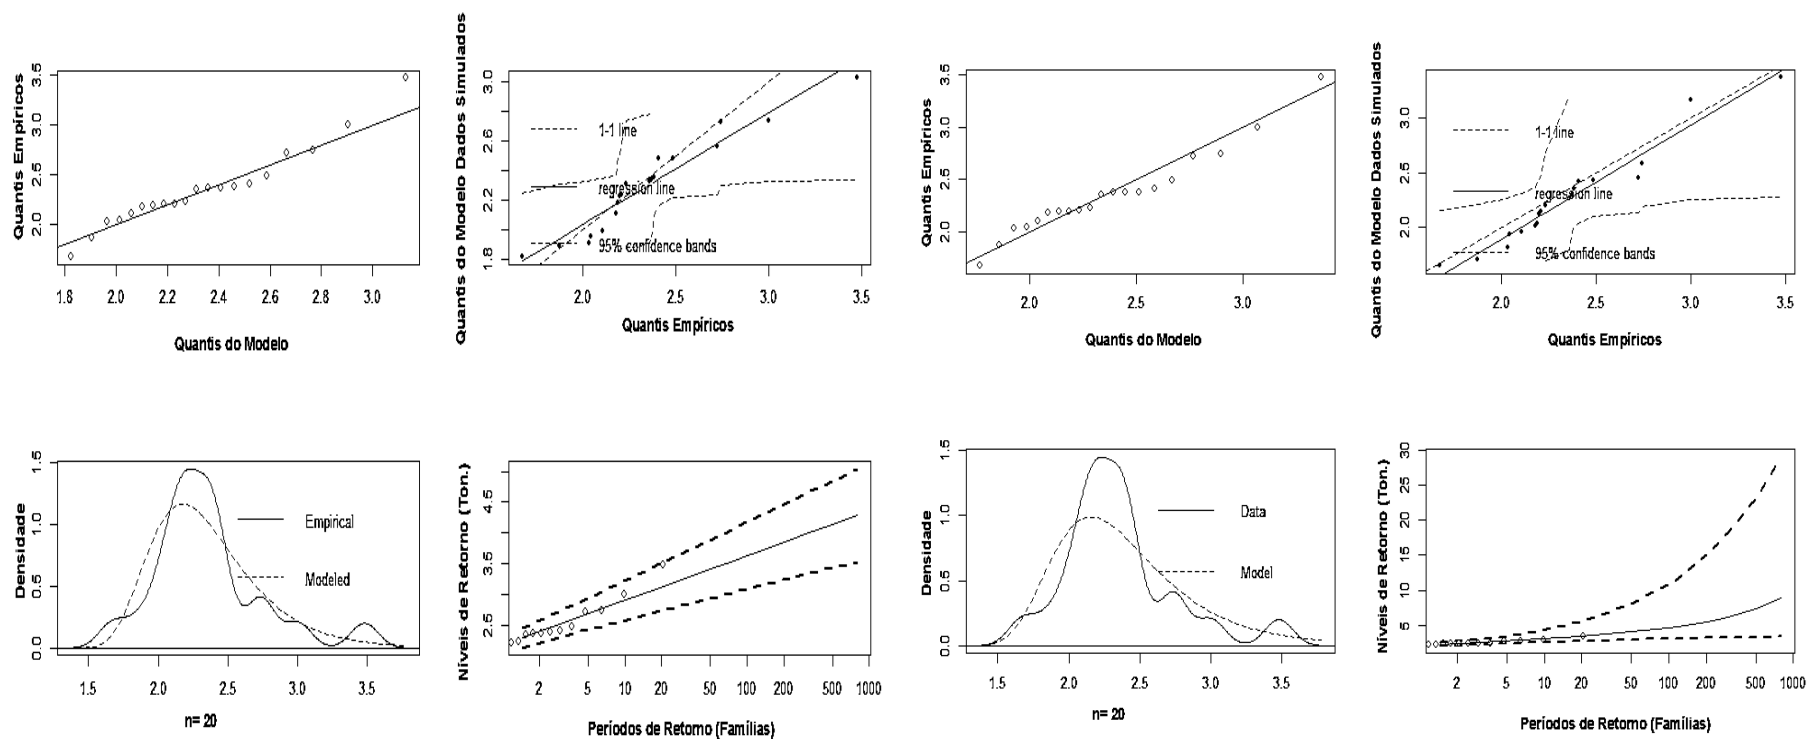 Quantis Empíricos
2.0 2.5 3.0 3.5
1.8 2.0 2.2 2.4 2.6 2.8 3.0
Quantis do Modelo
Quantis do Modelo Dados Simulados
1.8 2.2 2.6 3.0
1-1 line
regression line
95% confidence bands
2.0 2.5 3.0 3.5
Quantis Empíricos
Quantis Empíricos
2.0 2.5 3.0 3.5
2.0 2.5 3.0
Quantis do Modelo
Quantis do Modelo Dados Simulados
2.0 2.5 3.0
1-1 line
regression line
95% confidence bands
2.0 2.5 3.0 3.5
Quantis Empíricos
Densidade
0.0 0.5 1.0 1.5
Empirical
Modeled
1.5 2.0 2.5 3.0 3.5
n= 20
Níveis de Retorno (Ton.)
2.5 3.5 4.5
2 5 10 20 50 100 200 500 1000
Períodos de Retorno (Famílias)
Densidade
0.0 0.5 1.0 1.5
Data
Model
1.5 2.0 2.5 3.0 3.5
n= 20
Níveis de Retorno (Ton.)
5 10 15 20 25 30
2 5 10 20 50 100 200 500 1000
Períodos de Retorno (Famílias)